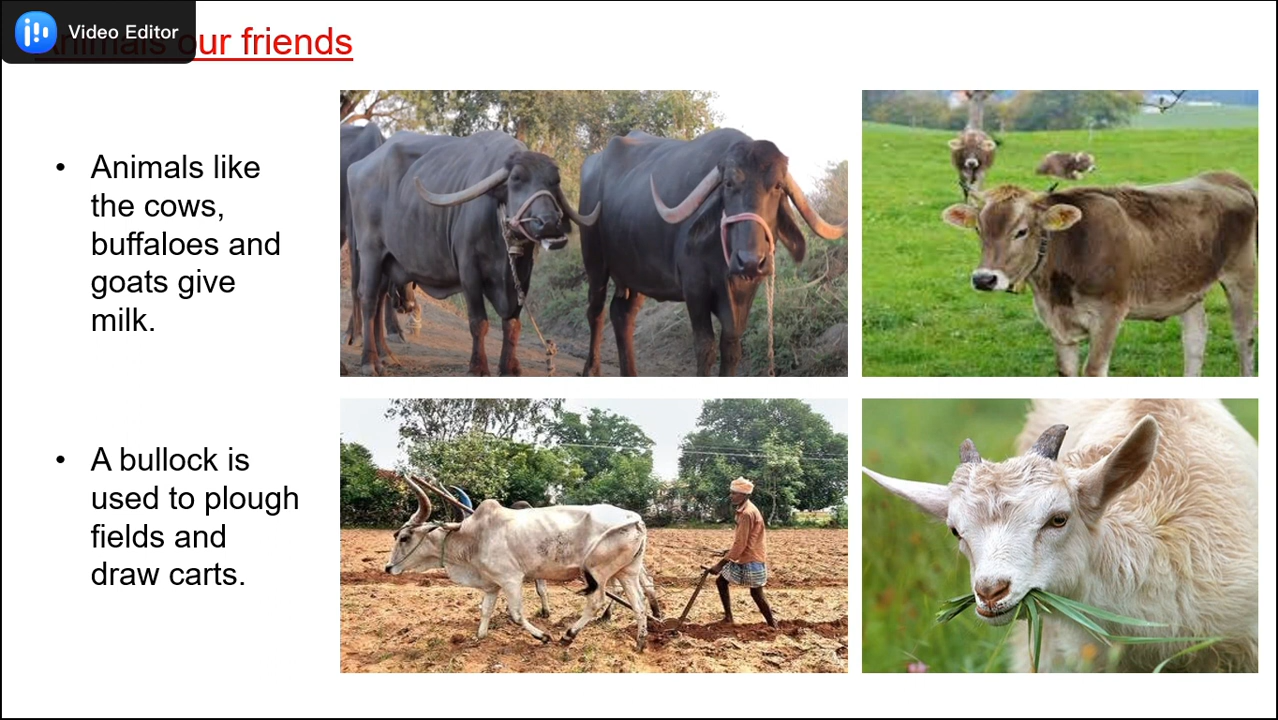 Video Editor
Animals our friends
• Animals like
the cows,
buffaloes and
goats give
milk.
• A bullock is
used to plough
fields and
draw carts.